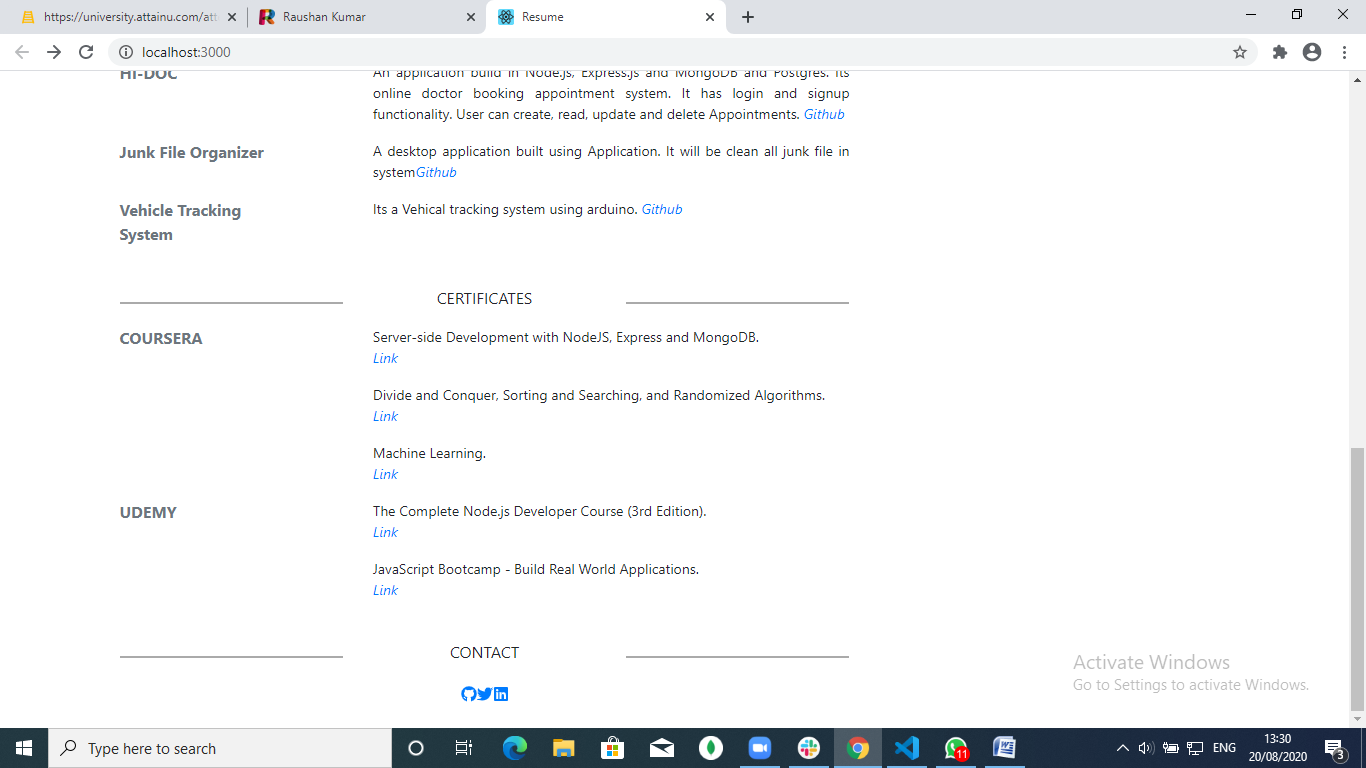 https://university.attainu.com/att
Raushan Kumar
Resume
localhost:3000
HI-DOC
An application build in Node.js, Express.js and MongoDB and Postgres. Its
online doctor booking appointment system. It has login and signup
functionality. User can create, read, update and delete Appointments. Github
Junk File Organizer
A desktop application built using Application. It will be clean all junk file in
systemGithub
Vehicle Tracking
System
Its a Vehical tracking system using arduino. Github
CERTIFICATES
COURSERA
Server-side Development with NodeJS, Express and MongoDB.
Link
Divide and Conquer, Sorting and Searching, and Randomized Algorithms.
Link
Machine Learning.
Link
UDEMY
The Complete Node.js Developer Course (3rd Edition).
Link
JavaScript Bootcamp - Build Real World Applications.
Link
CONTACT
Activate Windows
Go to Settings to activate Windows.
Type here to search
11
ENG
13:30
20/08/2020
3